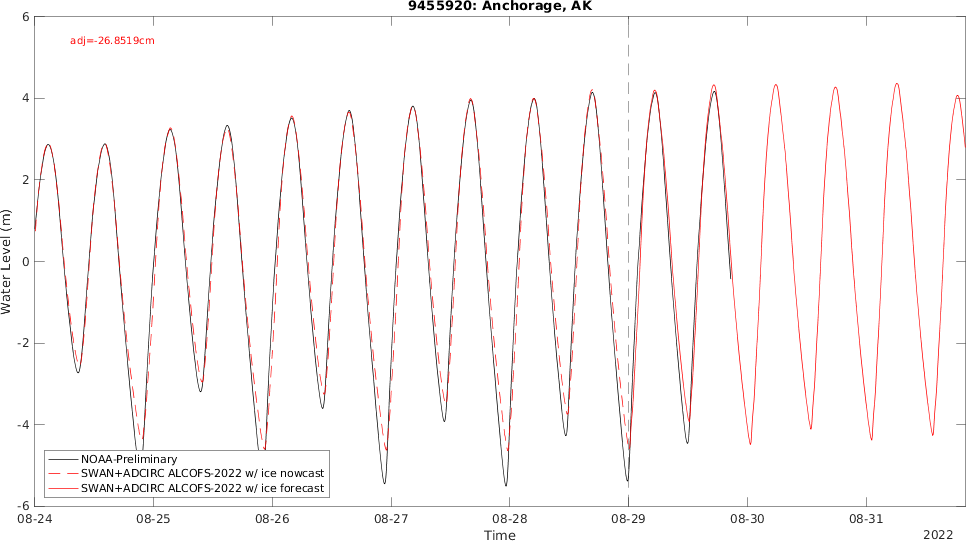 9455920: Anchorage, AK
adj=-26.8519cm
Water Level (m)
6
4
2
0
-2
-4
-6
NOAA-Preliminary
SWAN+ADCIRC ALCOFS-2022 w/ ice nowcast
SWAN+ADCIRC ALCOFS-2022 w/ ice forecast
08-24 08-25 08-26 08-27 08-28 08-29 08-30 08-31
Time
2022